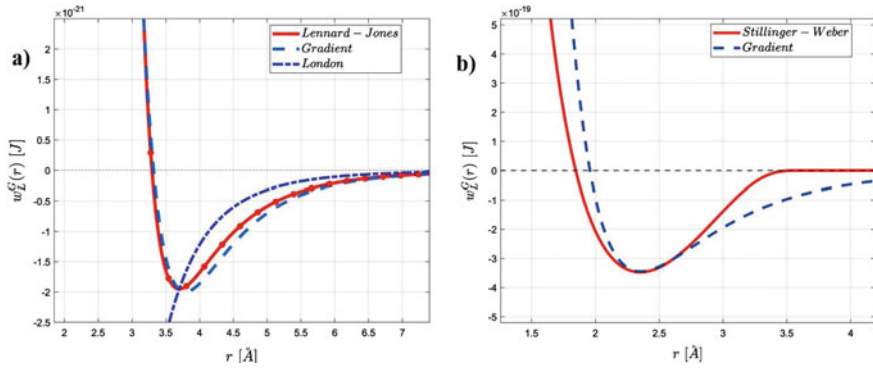 a)
×10⁻²¹
2
1.5
1
0.5
0
-0.5
-1
-1.5
-2
-2.5
w_L^G(r) [J]
Lennard – Jones
Gradient
London
2 2.5 3 3.5 4 4.5 5 5.5 6 6.5 7
r [Å]
b)
×10⁻¹⁹
5
4
3
2
1
0
-1
-2
-3
-4
-5
w_L^G(r) [J]
Stillinger – Weber
Gradient
1.5 2 2.5 3 3.5 4
r [Å]